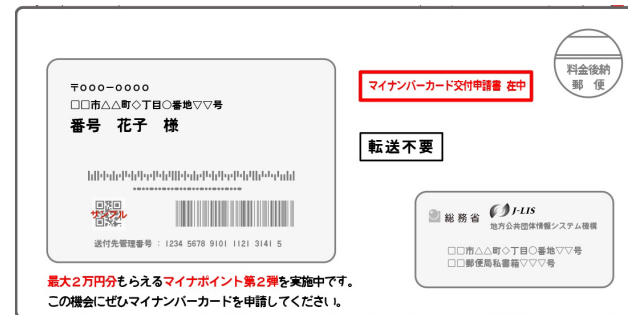 料金後納
郵 便
マイナンバーカード交付申請書 在中
〒000-0000
□□市△△町◇丁目○番地▽▽号
番号 花子 様
転送不要
サンプル
送付先管理番号 : 1234 5678 9101 1121 3141 5
総務省
J-LIS
地方公共団体情報システム機構
□□市△△町◇丁目○番地▽▽号
□□郵便局私書箱▽▽▽号
最大2万円分もらえるマイナポイント第2弾を実施中です。
この機会にぜひマイナンバーカードを申請してください。